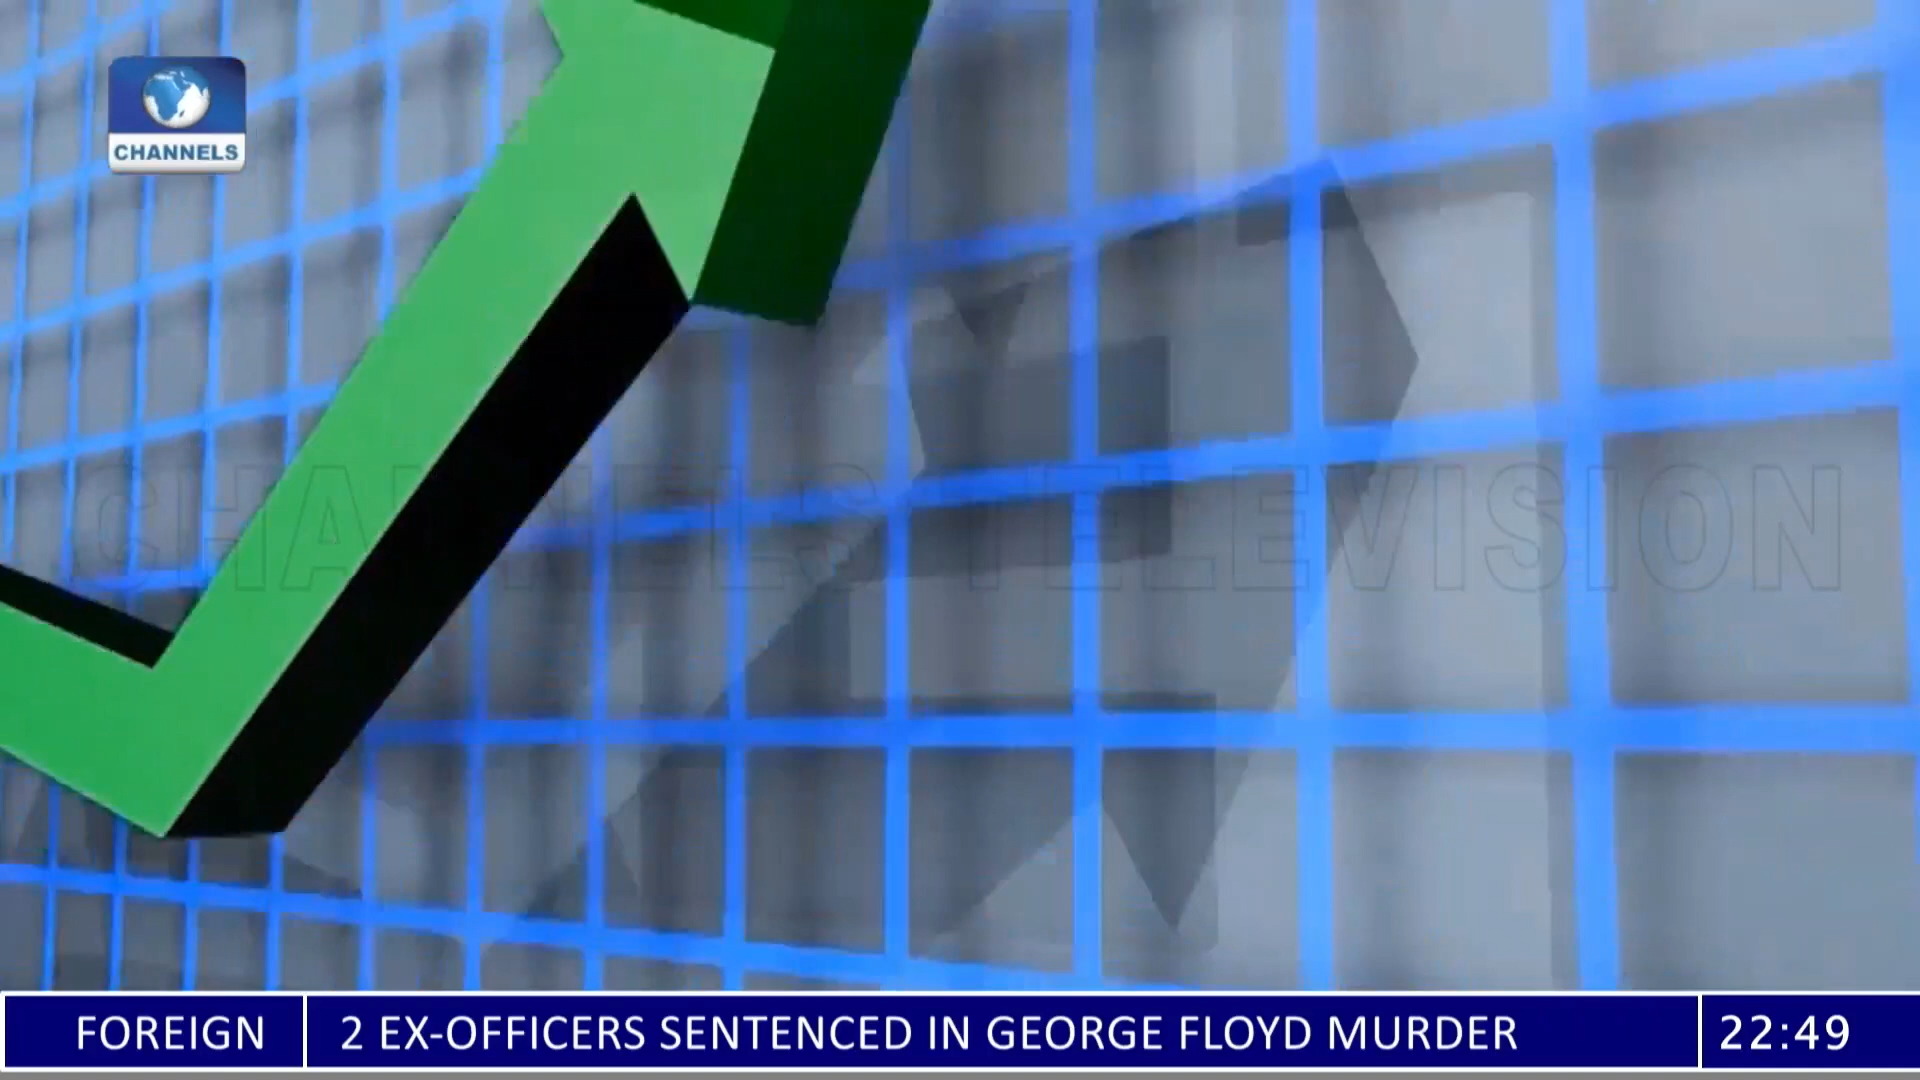 CHANNELS
CHANNELS TELEVISION
FOREIGN
2 EX-OFFICERS SENTENCED IN GEORGE FLOYD MURDER
22:49